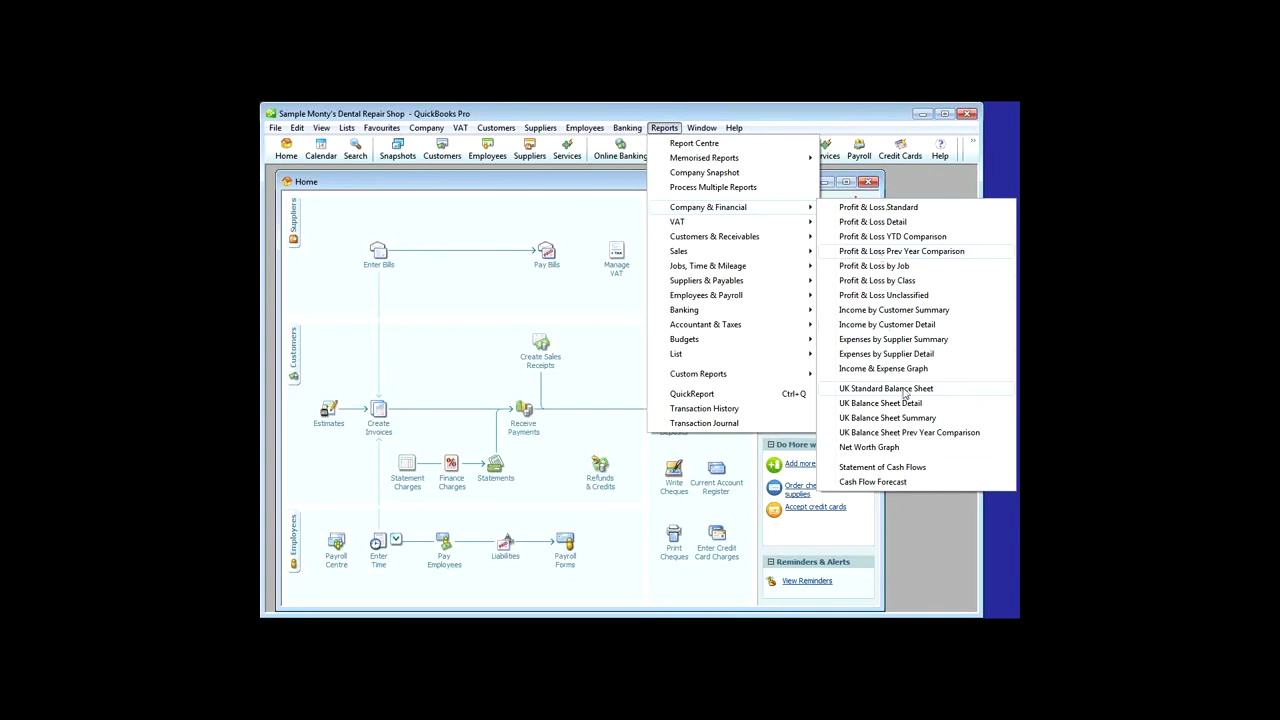 Sample Monty's Dental Repair Shop - QuickBooks Pro
File Edit View Lists Favourites Company VAT Customers Suppliers Employees Banking Reports Window Help
Home Calendar Search Snapshots Customers Employees Suppliers Services Online Banking Payroll Credit Cards Help
Home
Suppliers
Enter Bills
Pay Bills
Manage
VAT
Customers
Create Sales
Receipts
Estimates
Create
Invoices
Receive
Payments
Statement
Charges
Finance
Charges
Statements
Refunds
& Credits
Employees
Payroll
Centre
Enter
Time
Pay
Employees
Liabilities
Payroll
Forms
Write
Cheques
Current Account
Register
Print
Cheques
Enter Credit
Card Charges
Report Centre
Memorised Reports
Company Snapshot
Process Multiple Reports
Company & Financial
VAT
Customers & Receivables
Sales
Jobs, Time & Mileage
Suppliers & Payables
Employees & Payroll
Banking
Accountant & Taxes
Budgets
List
Custom Reports
QuickReport Ctrl+Q
Transaction History
Transaction Journal
Profit & Loss Standard
Profit & Loss Detail
Profit & Loss YTD Comparison
Profit & Loss Prev Year Comparison
Profit & Loss by Job
Profit & Loss by Class
Profit & Loss Unclassified
Income by Customer Summary
Income by Customer Detail
Expenses by Supplier Summary
Expenses by Supplier Detail
Income & Expense Graph
UK Standard Balance Sheet
UK Balance Sheet Detail
UK Balance Sheet Summary
UK Balance Sheet Prev Year Comparison
Net Worth Graph
Statement of Cash Flows
Cash Flow Forecast
Do More w
Add more
Order che
supplies
Accept credit cards
Reminders & Alerts
View Reminders